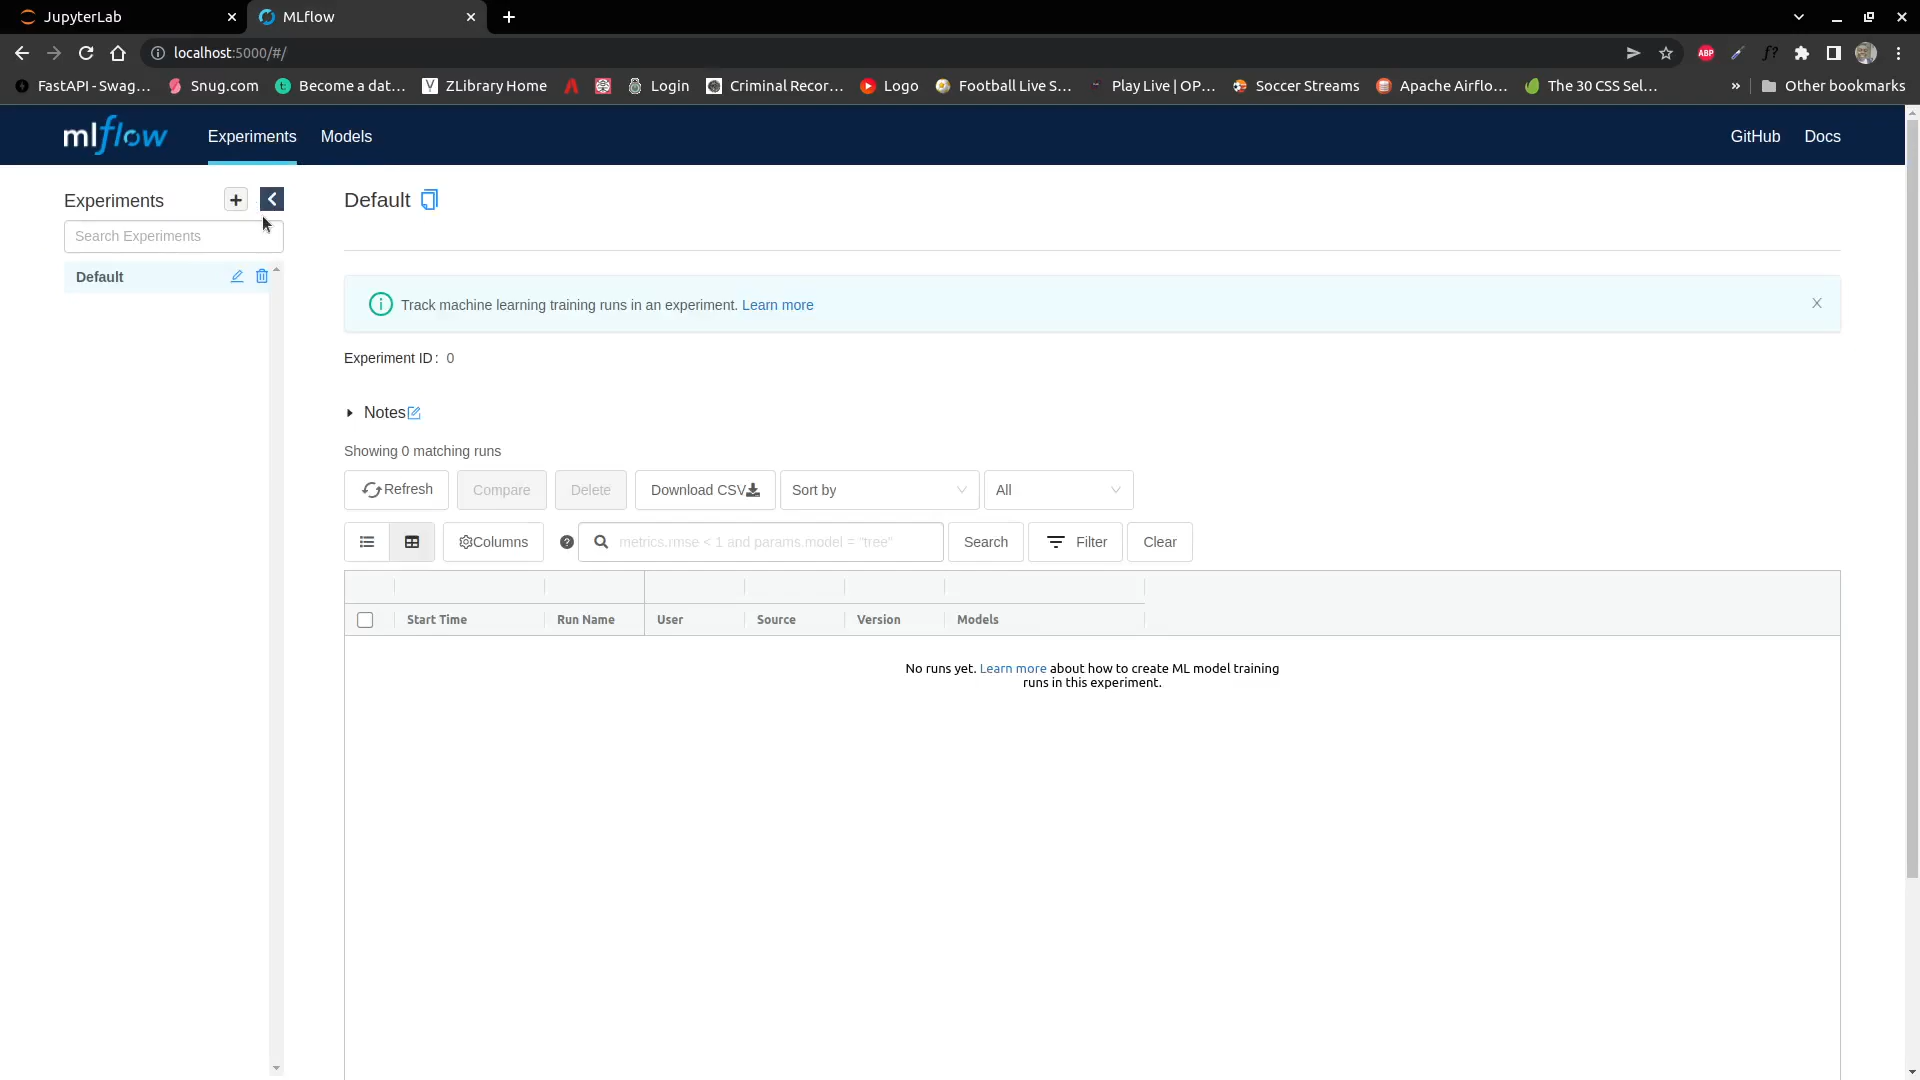 JupyterLab
MLflow
localhost:5000/#/
ABP
f?
FastAPI - Swag...
Snug.com
Become a dat...
ZLibrary Home
Login
Criminal Recor...
Logo
Football Live S...
Play Live | OP...
Soccer Streams
Apache Airflo...
The 30 CSS Sel...
»
Other bookmarks
mlflow
Experiments
Models
GitHub
Docs
Experiments
Search Experiments
Default
Default
Track machine learning training runs in an experiment. Learn more
Experiment ID: 0
Notes
Showing 0 matching runs
Refresh
Compare
Delete
Download CSV
Sort by
All
Columns
metrics.rmse < 1 and params.model = "tree"
Search
Filter
Clear
Start Time
Run Name
User
Source
Version
Models
No runs yet. Learn more about how to create ML model training
runs in this experiment.